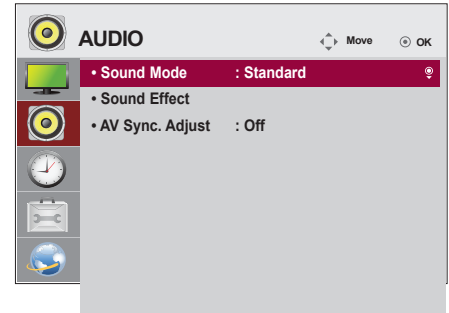 AUDIO
Move OK
• Sound Mode : Standard
• Sound Effect
• AV Sync. Adjust : Off